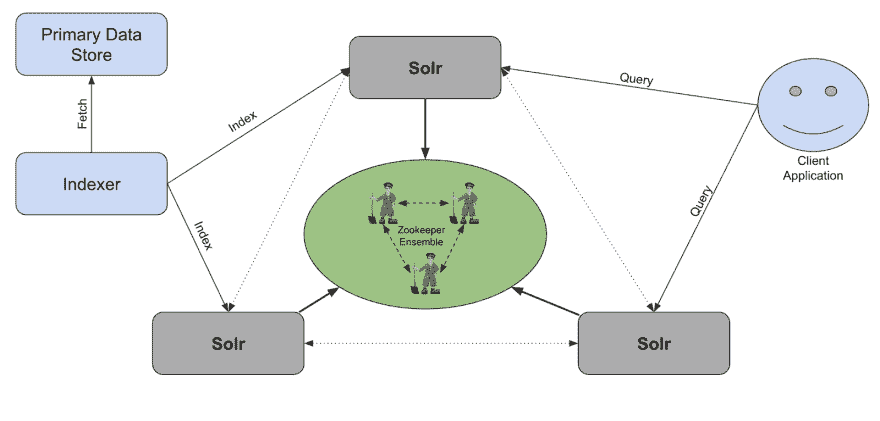 Primary Data
Store
Solr
Query
Fetch
Index
Client
Application
Indexer
Index
Query
Zookeeper
Ensemble
Solr
Solr